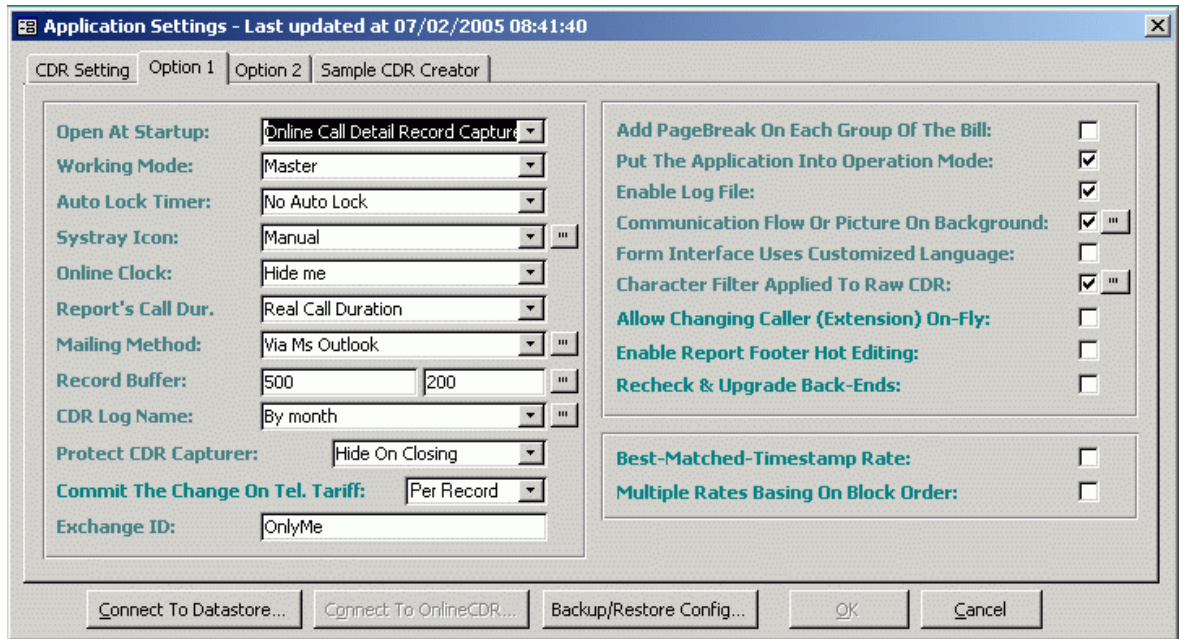 Application Settings - Last updated at 07/02/2005 08:41:40
CDR Setting Option 1 Option 2 Sample CDR Creator
Open At Startup: Online Call Detail Record Capture
Working Mode: Master
Auto Lock Timer: No Auto Lock
Systray Icon: Manual
Online Clock: Hide me
Report's Call Dur. Real Call Duration
Mailing Method: Via Ms Outlook
Record Buffer: 500 200
CDR Log Name: By month
Protect CDR Capturer: Hide On Closing
Commit The Change On Tel. Tariff: Per Record
Exchange ID: OnlyMe
Add PageBreak On Each Group Of The Bill:
Put The Application Into Operation Mode:
Enable Log File:
Communication Flow Or Picture On Background:
Form Interface Uses Customized Language:
Character Filter Applied To Raw CDR:
Allow Changing Caller (Extension) On-Fly:
Enable Report Footer Hot Editing:
Recheck & Upgrade Back-Ends:
Best-Matched-Timestamp Rate:
Multiple Rates Basing On Block Order:
Connect To Datastore... Connect To OnlineCDR... Backup/Restore Config... OK Cancel